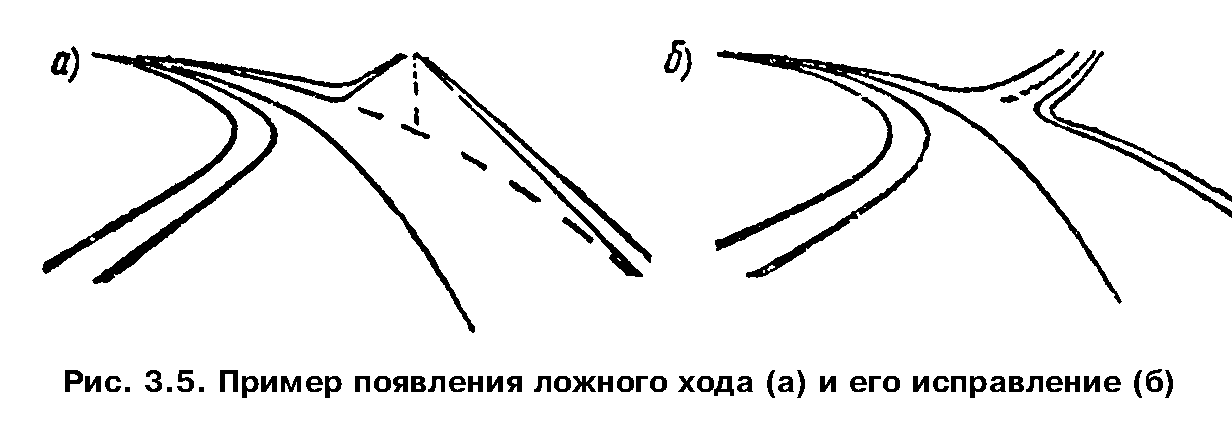 а)
б)
Рис. 3.5. Пример появления ложного хода (а) и его исправление (б)